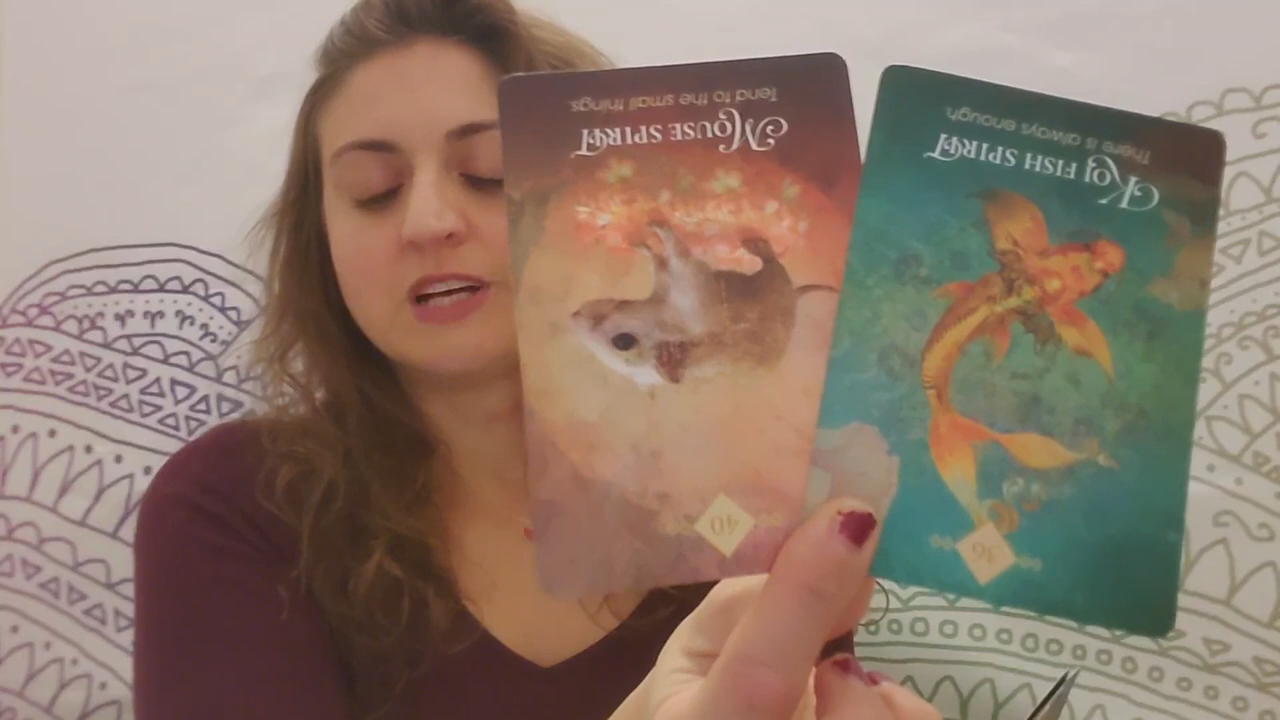 40
MOUSE SPIRIT
Tend to the small things.
36
KOI FISH SPIRIT
There is always enough.